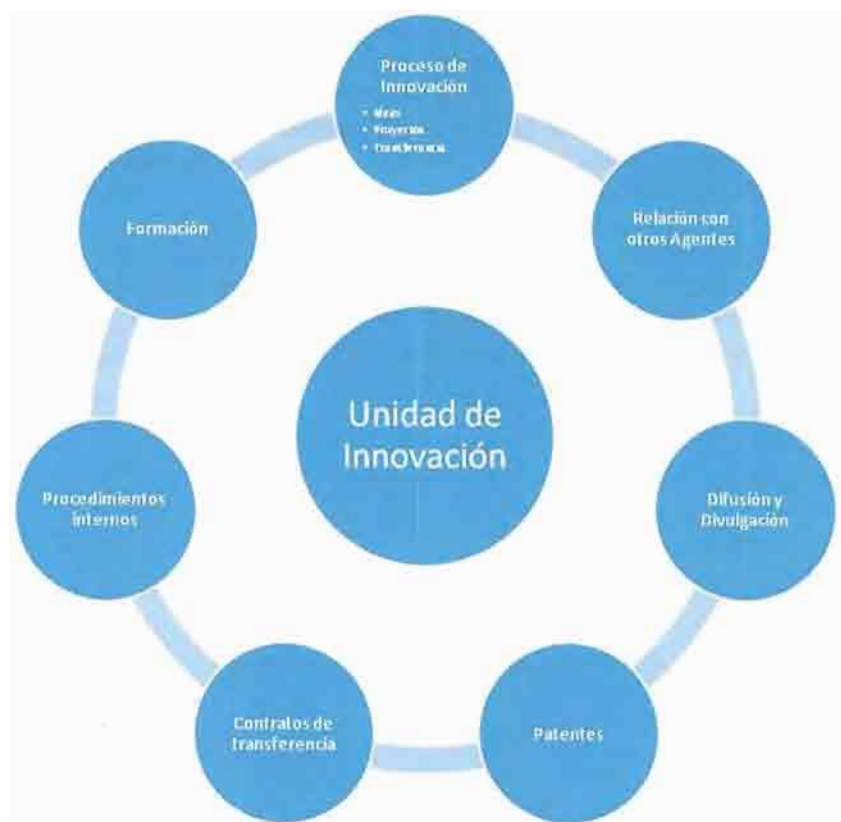 Proceso de
Innovación
• Ideas
• Proyectos
• Transferencia
Relación con
otros Agentes
Difusión y
Divulgación
Patentes
Contratos de
transferencia
Procedimientos
internos
Formación
Unidad de
Innovación